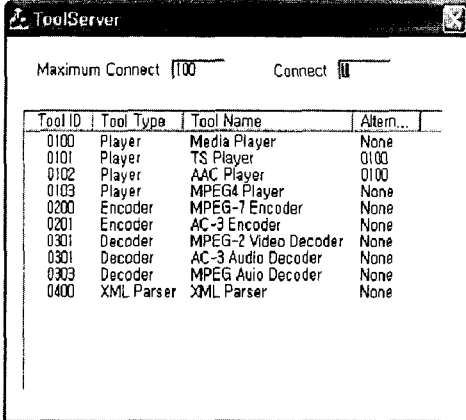 ToolServer
Maximum Connect 100 Connect
Tool ID Tool Type Tool Name Altern...
0100 Player Media Player None
0101 Player TS Player 0100
0102 Player AAC Player 0100
0103 Player MPEG4 Player None
0200 Encoder MPEG-7 Encoder None
0201 Encoder AC-3 Encoder None
0301 Decoder MPEG-2 Video Decoder None
0301 Decoder AC-3 Audio Decoder None
0303 Decoder MPEG Auio Decoder None
0400 XML Parser XML Parser None